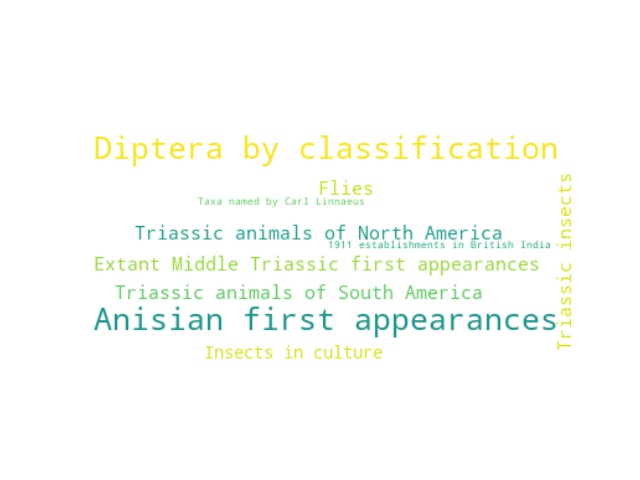 Diptera by classification
Flies
Taxa named by Carl Linnaeus
Triassic animals of North America
1911 establishments in British India
Extant Middle Triassic first appearances
Triassic animals of South America
Anisian first appearances
Insects in culture
Triassic insects